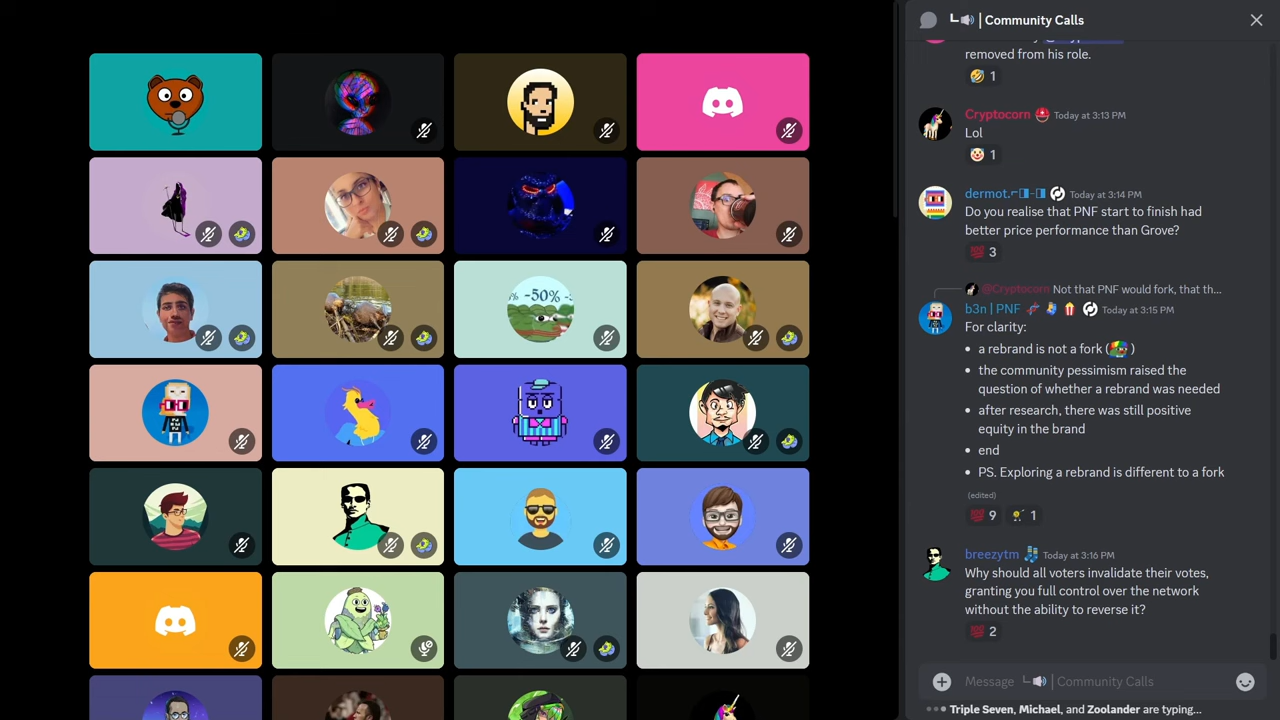 Community Calls
removed from his role.
1
Cryptocorn Today at 3:13 PM
Lol
1
dermot. Today at 3:14 PM
Do you realise that PNF start to finish had
better price performance than Grove?
3
@Cryptocorn Not that PNF would fork, that th...
b3n | PNF Today at 3:15 PM
For clarity:
• a rebrand is not a fork ( )
• the community pessimism raised the
question of whether a rebrand was needed
• after research, there was still positive
equity in the brand
• end
• PS. Exploring a rebrand is different to a fork
(edited)
9 1
breezytm Today at 3:16 PM
Why should all voters invalidate their votes,
granting you full control over the network
without the ability to reverse it?
2
Message | Community Calls
Triple Seven, Michael, and Zoolander are typing...
-50%